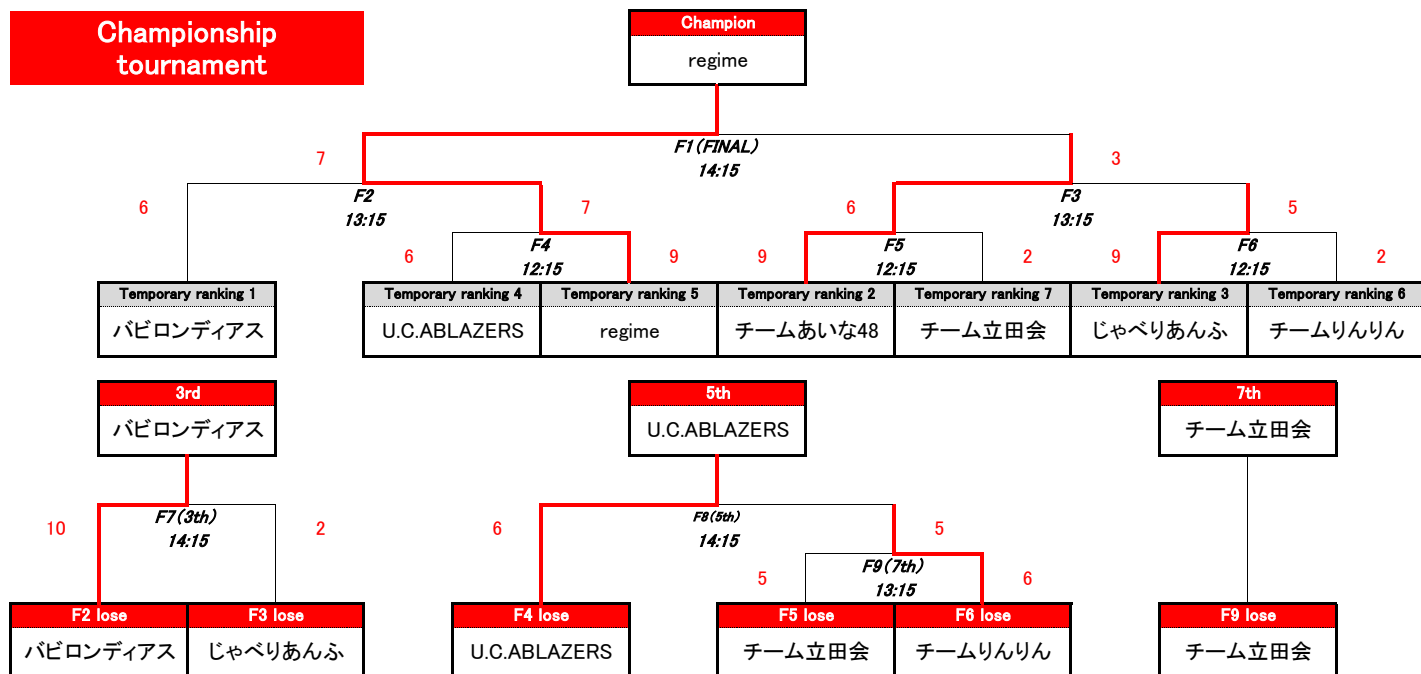 Championship
tournament
Champion
regime
F1(FINAL)
14:15
7
3
F2
13:15
F3
13:15
6
7
6
5
F4
12:15
F5
12:15
F6
12:15
6
9
9
2
9
2
Temporary ranking 1
Temporary ranking 4
Temporary ranking 5
Temporary ranking 2
Temporary ranking 7
Temporary ranking 3
Temporary ranking 6
バビロンディアス
U.C.ABLAZERS
regime
チームあいな48
チーム立田会
じゃべりあんふ
チームりんりん
3rd
5th
7th
バビロンディアス
U.C.ABLAZERS
チーム立田会
F7(3th)
14:15
10
2
F8(5th)
14:15
6
5
F9(7th)
13:15
5
6
F2 lose
F3 lose
F4 lose
F5 lose
F6 lose
F9 lose
バビロンディアス
じゃべりあんふ
U.C.ABLAZERS
チーム立田会
チームりんりん
チーム立田会